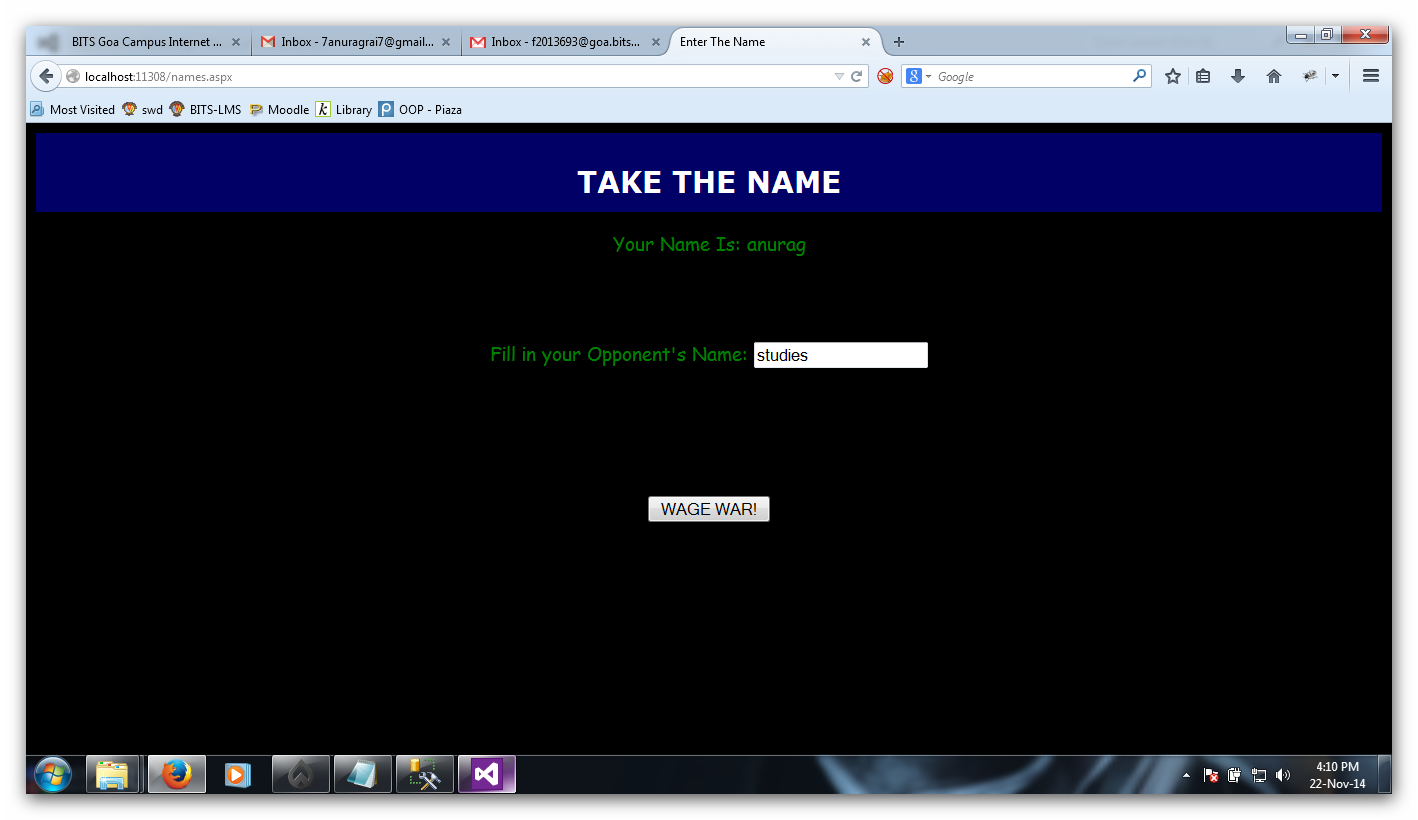 BITS Goa Campus Internet ...
Inbox - 7anuragrai7@gmail...
Inbox - f2013693@goa.bits...
Enter The Name
localhost:11308/names.aspx
Google
Most Visited swd BITS-LMS Moodle Library OOP - Piaza
TAKE THE NAME
Your Name Is: anurag
Fill in your Opponent's Name: studies
WAGE WAR!
4:10 PM
22-Nov-14